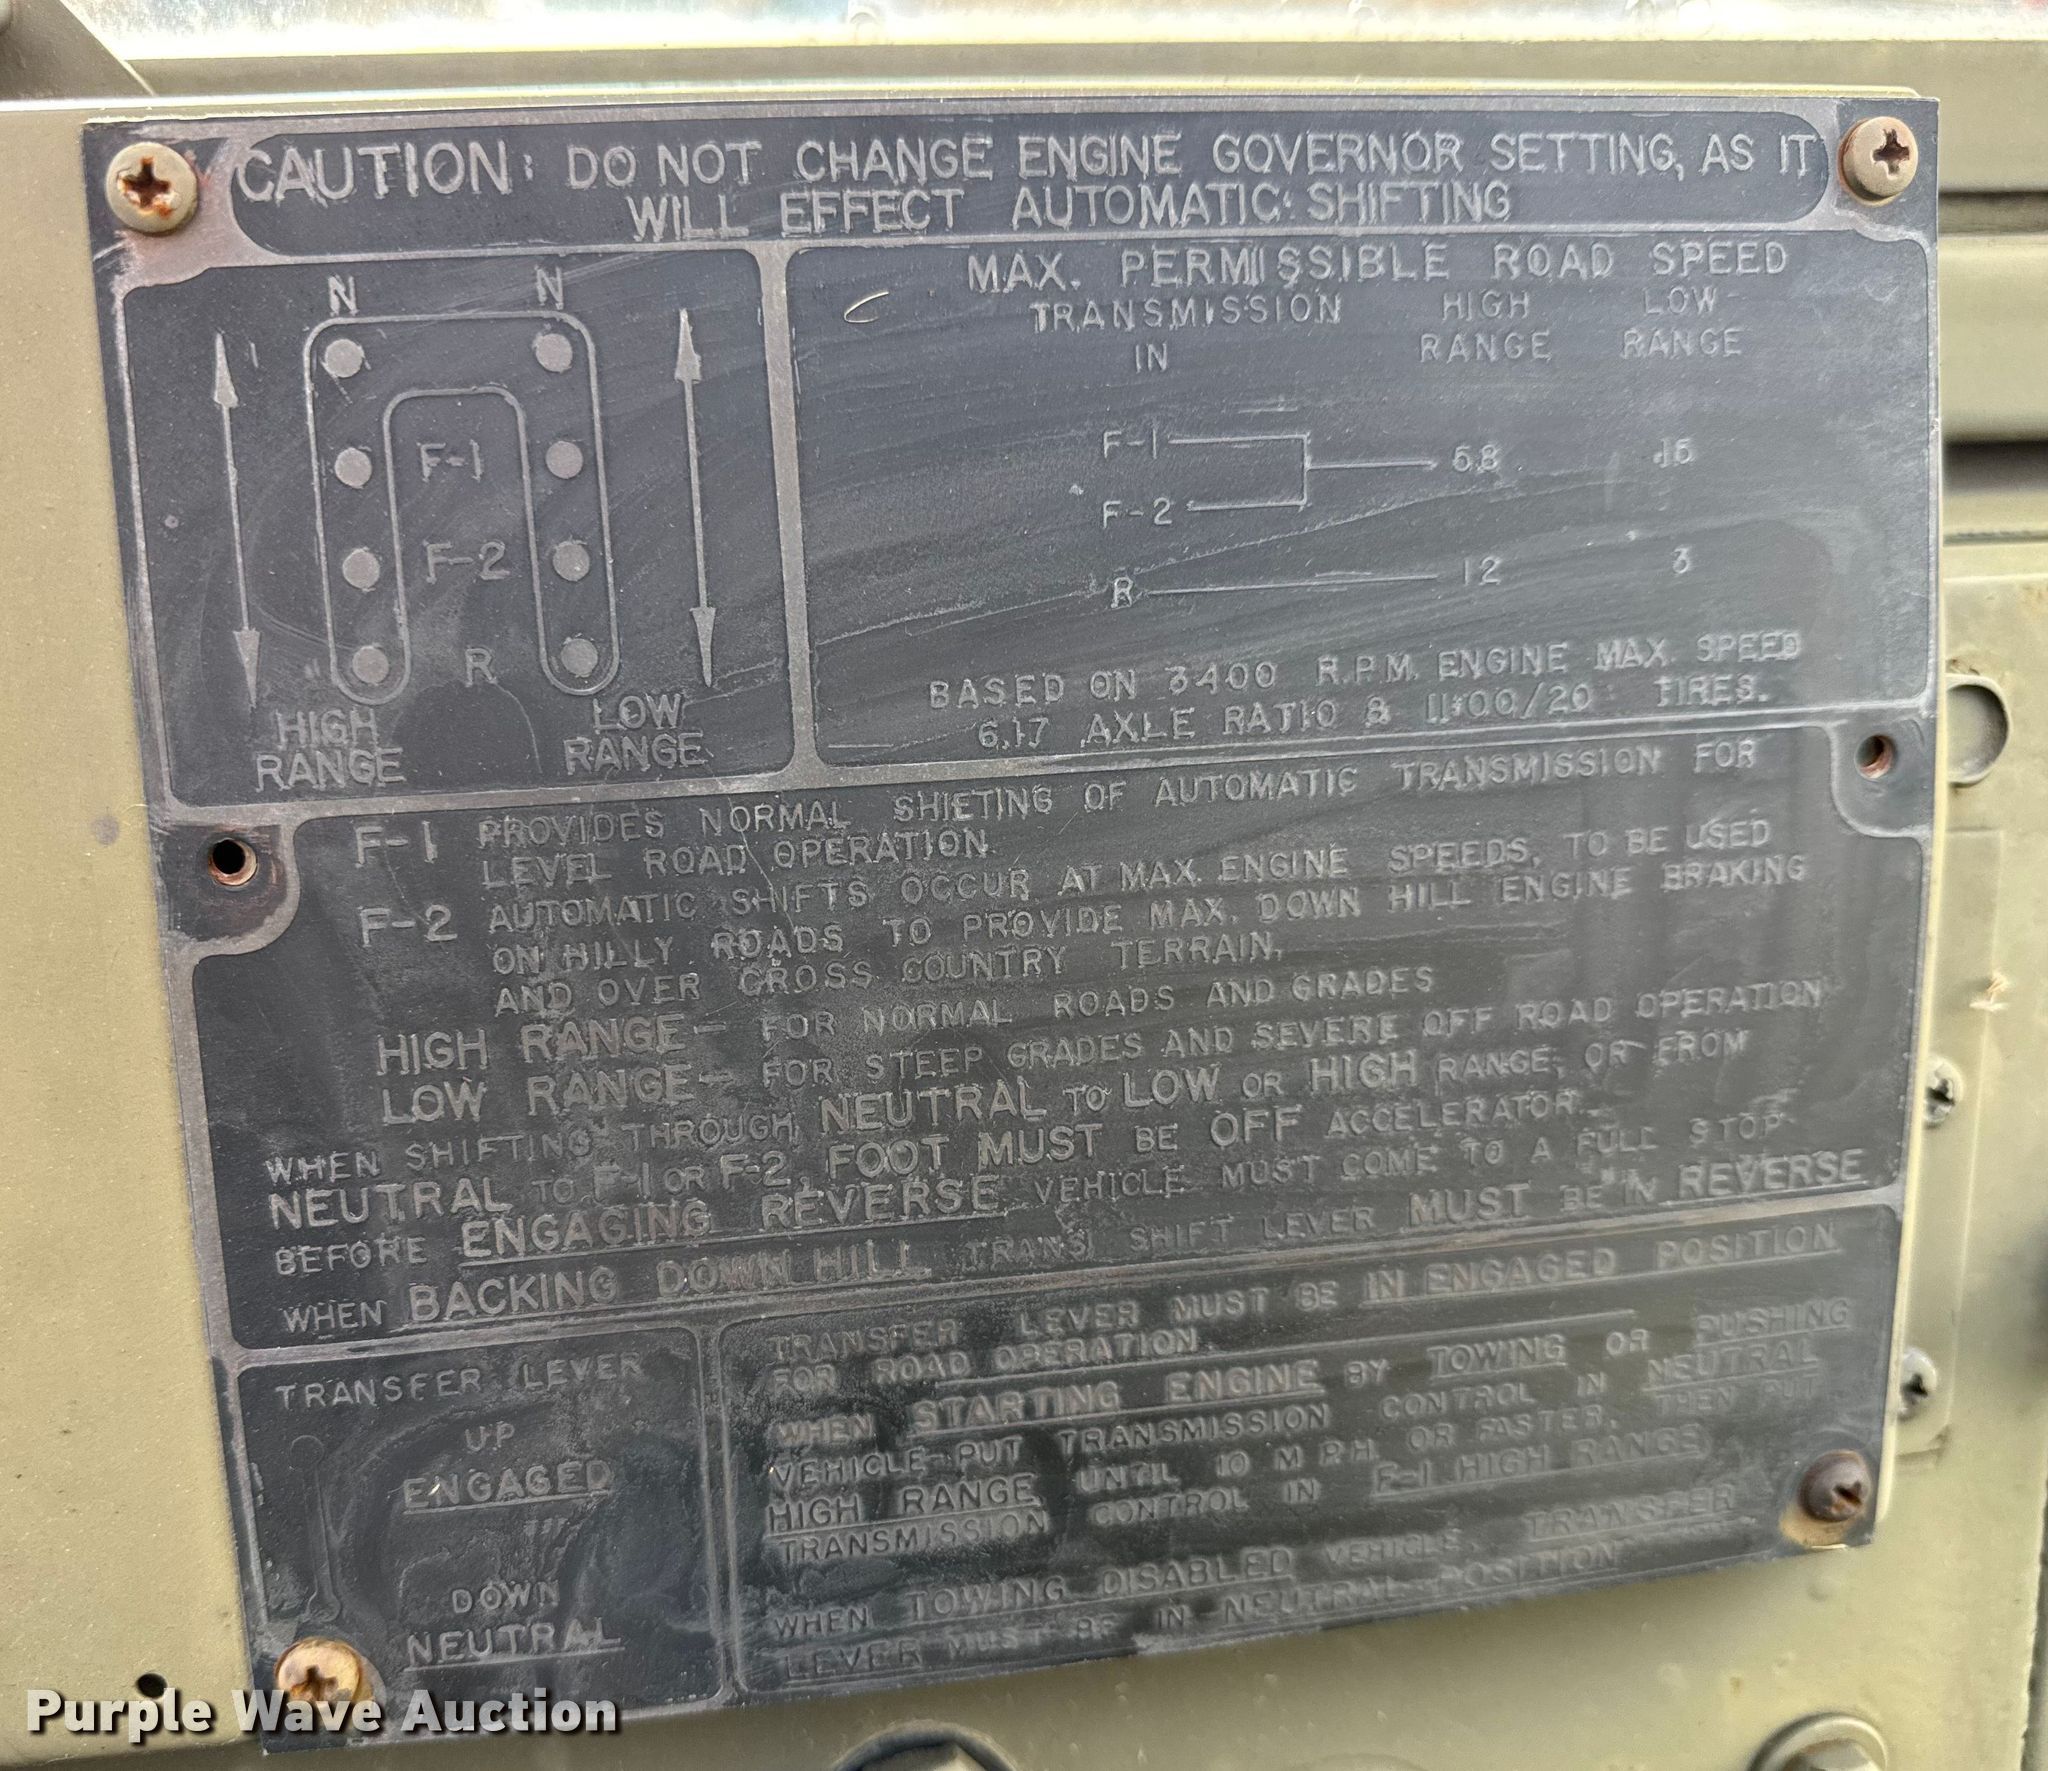 CAUTION: DO NOT CHANGE ENGINE GOVERNOR SETTING, AS IT
WILL EFFECT AUTOMATIC SHIFTING
N N
F-1
F-2
R
HIGH
RANGE
LOW
RANGE
MAX. PERMISSIBLE ROAD SPEED
TRANSMISSION HIGH LOW
IN RANGE RANGE
F-1
58 15
F-2
R 12 3
BASED ON 3400 R.P.M. ENGINE MAX. SPEED
6.17 AXLE RATIO & 11:00/20 TIRES.
F-1 PROVIDES NORMAL SHIFTING OF AUTOMATIC TRANSMISSION FOR
LEVEL ROAD OPERATION.
F-2 AUTOMATIC SHIFTS OCCUR AT MAX. ENGINE SPEEDS, TO BE USED
ON HILLY ROADS TO PROVIDE MAX. DOWN HILL ENGINE BRAKING
AND OVER CROSS COUNTRY TERRAIN.
HIGH RANGE- FOR NORMAL ROADS AND GRADES
LOW RANGE- FOR STEEP GRADES AND SEVERE OFF ROAD OPERATION
WHEN SHIFTING THROUGH NEUTRAL TO LOW OR HIGH RANGE, OR FROM
NEUTRAL TO F-1 OR F-2, FOOT MUST BE OFF ACCELERATOR.
BEFORE ENGAGING REVERSE VEHICLE MUST COME TO A FULL STOP
WHEN BACKING DOWN HILL TRANS. SHIFT LEVER MUST BE IN REVERSE
TRANSFER LEVER
UP
ENGAGED
DOWN
NEUTRAL
TRANSFER LEVER MUST BE IN ENGAGED POSITION
FOR ROAD OPERATION.
WHEN STARTING ENGINE BY TOWING OR PUSHING
VEHICLE-PUT TRANSMISSION CONTROL IN NEUTRAL
HIGH RANGE UNTIL 10 M.P.H. OR FASTER. THEN PUT
TRANSMISSION CONTROL IN F-1 HIGH RANGE
WHEN TOWING DISABLED VEHICLE, TRANSFER
LEVER MUST BE IN NEUTRAL POSITION
Purple Wave Auction